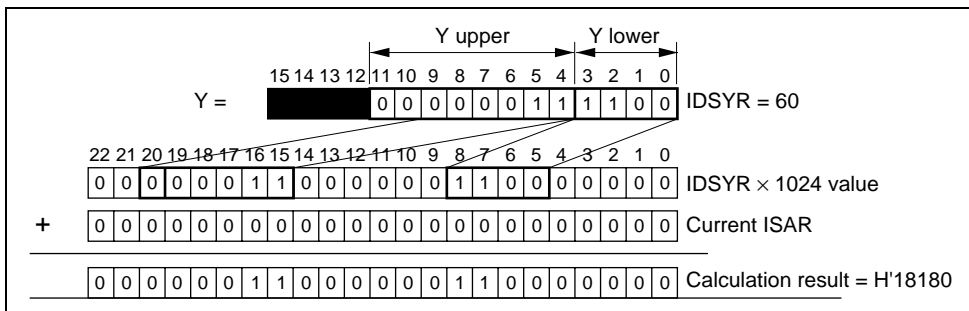 Y upper Y lower
15 14 13 12 11 10 9 8 7 6 5 4 3 2 1 0
Y = 0 0 0 0 0 0 1 1 1 1 0 0 IDSYR = 60
22 21 20 19 18 17 16 15 14 13 12 11 10 9 8 7 6 5 4 3 2 1 0
0 0 0 0 0 0 1 1 0 0 0 0 0 0 1 1 0 0 0 0 0 0 0 IDSYR × 1024 value
+ 0 0 0 0 0 0 0 0 0 0 0 0 0 0 0 0 0 0 0 0 0 0 0 Current ISAR
0 0 0 0 0 0 1 1 0 0 0 0 0 0 1 1 0 0 0 0 0 0 0 Calculation result = H'18180